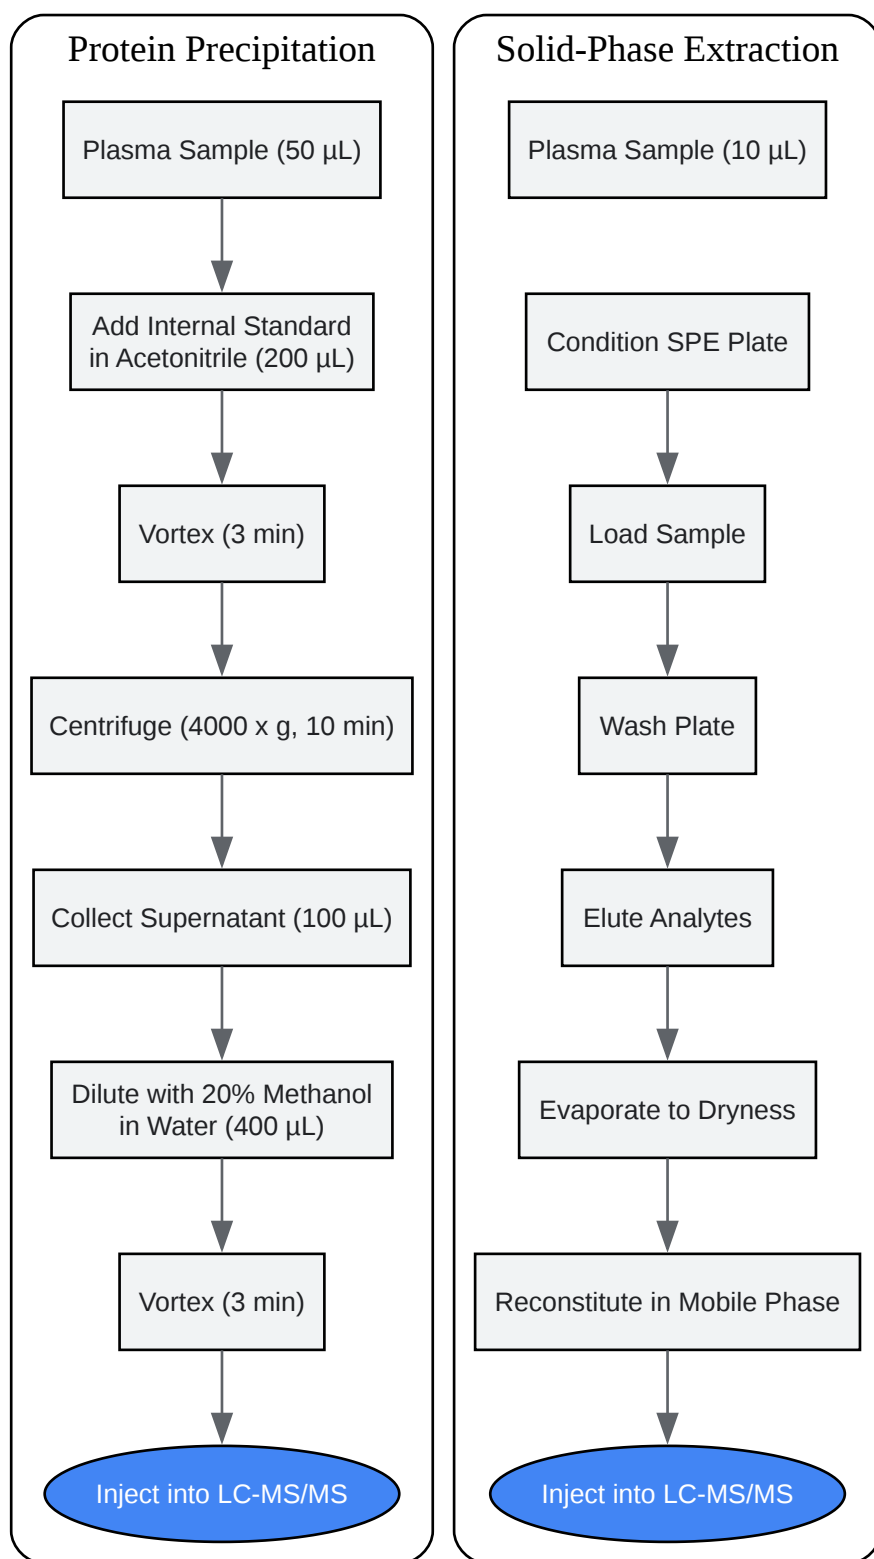 Protein Precipitation
Plasma Sample (50 µL)
Add Internal Standard
in Acetonitrile (200 µL)
Vortex (3 min)
Centrifuge (4000 x g, 10 min)
Collect Supernatant (100 µL)
Dilute with 20% Methanol
in Water (400 µL)
Vortex (3 min)
Inject into LC-MS/MS
Solid-Phase Extraction
Plasma Sample (10 µL)
Condition SPE Plate
Load Sample
Wash Plate
Elute Analytes
Evaporate to Dryness
Reconstitute in Mobile Phase
Inject into LC-MS/MS